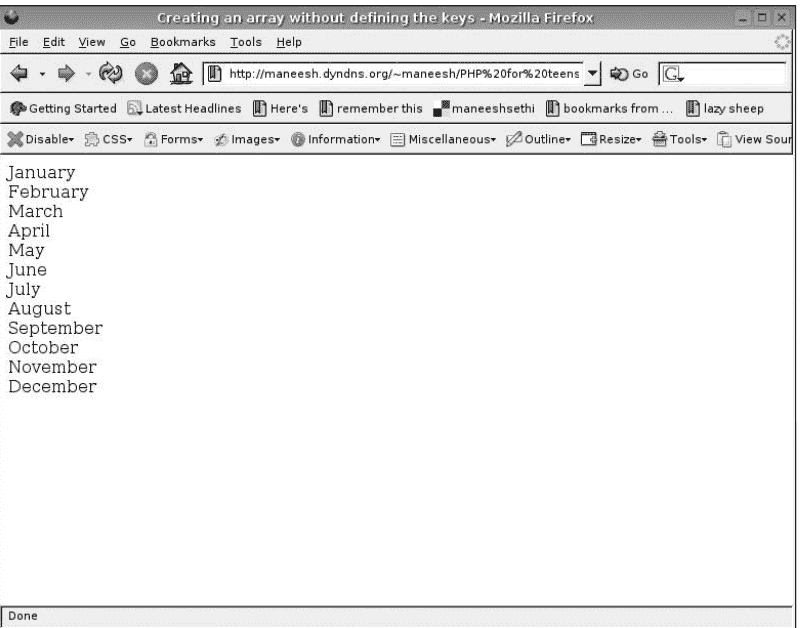 Creating an array without defining the keys - Mozilla Firefox
File Edit View Go Bookmarks Tools Help
http://maneesh.dyndns.org/~maneesh/PHP%20for%20teens Go G
Getting Started Latest Headlines Here's remember this maneeshsethi bookmarks from ... lazy sheep
Disable CSS Forms Images Information Miscellaneous Outline Resize Tools View Sour
January
February
March
April
May
June
July
August
September
October
November
December
Done